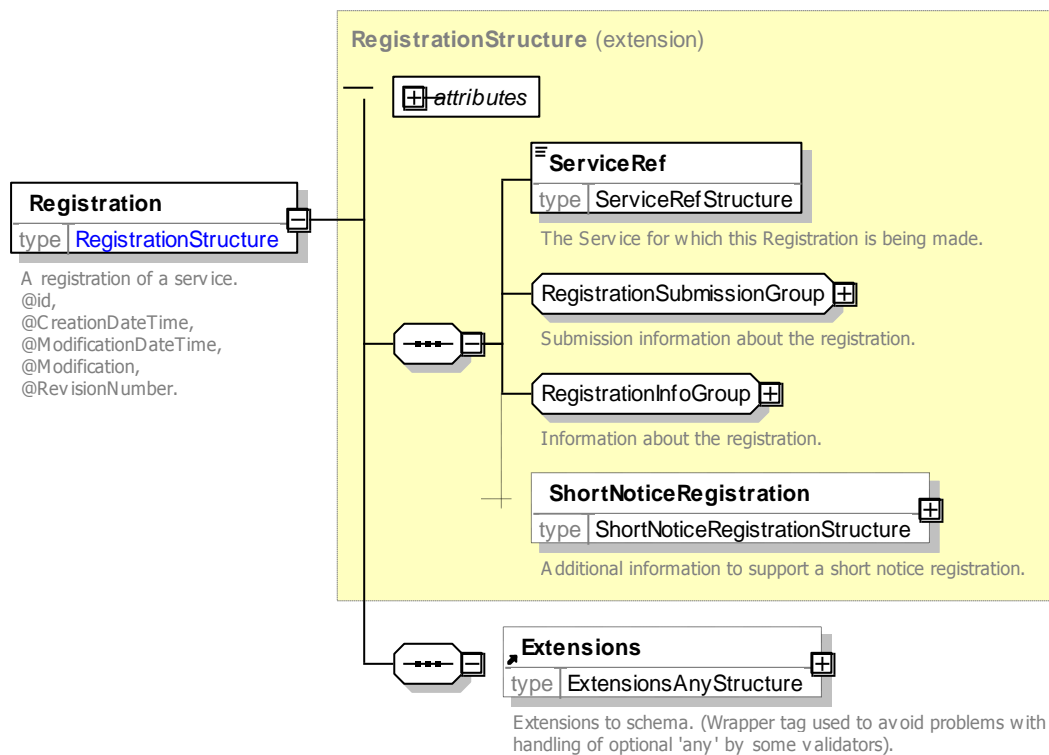 RegistrationStructure (extension)
attributes
Registration
type RegistrationStructure
A registration of a service.
@id,
@CreationDateTime,
@ModificationDateTime,
@Modification,
@RevisionNumber.
ServiceRef
type ServiceRefStructure
The Service for which this Registration is being made.
RegistrationSubmissionGroup
Submission information about the registration.
RegistrationInfoGroup
Information about the registration.
ShortNoticeRegistration
type ShortNoticeRegistrationStructure
Additional information to support a short notice registration.
Extensions
type ExtensionsAnyStructure
Extensions to schema. (Wrapper tag used to avoid problems with
handling of optional 'any' by some validators).